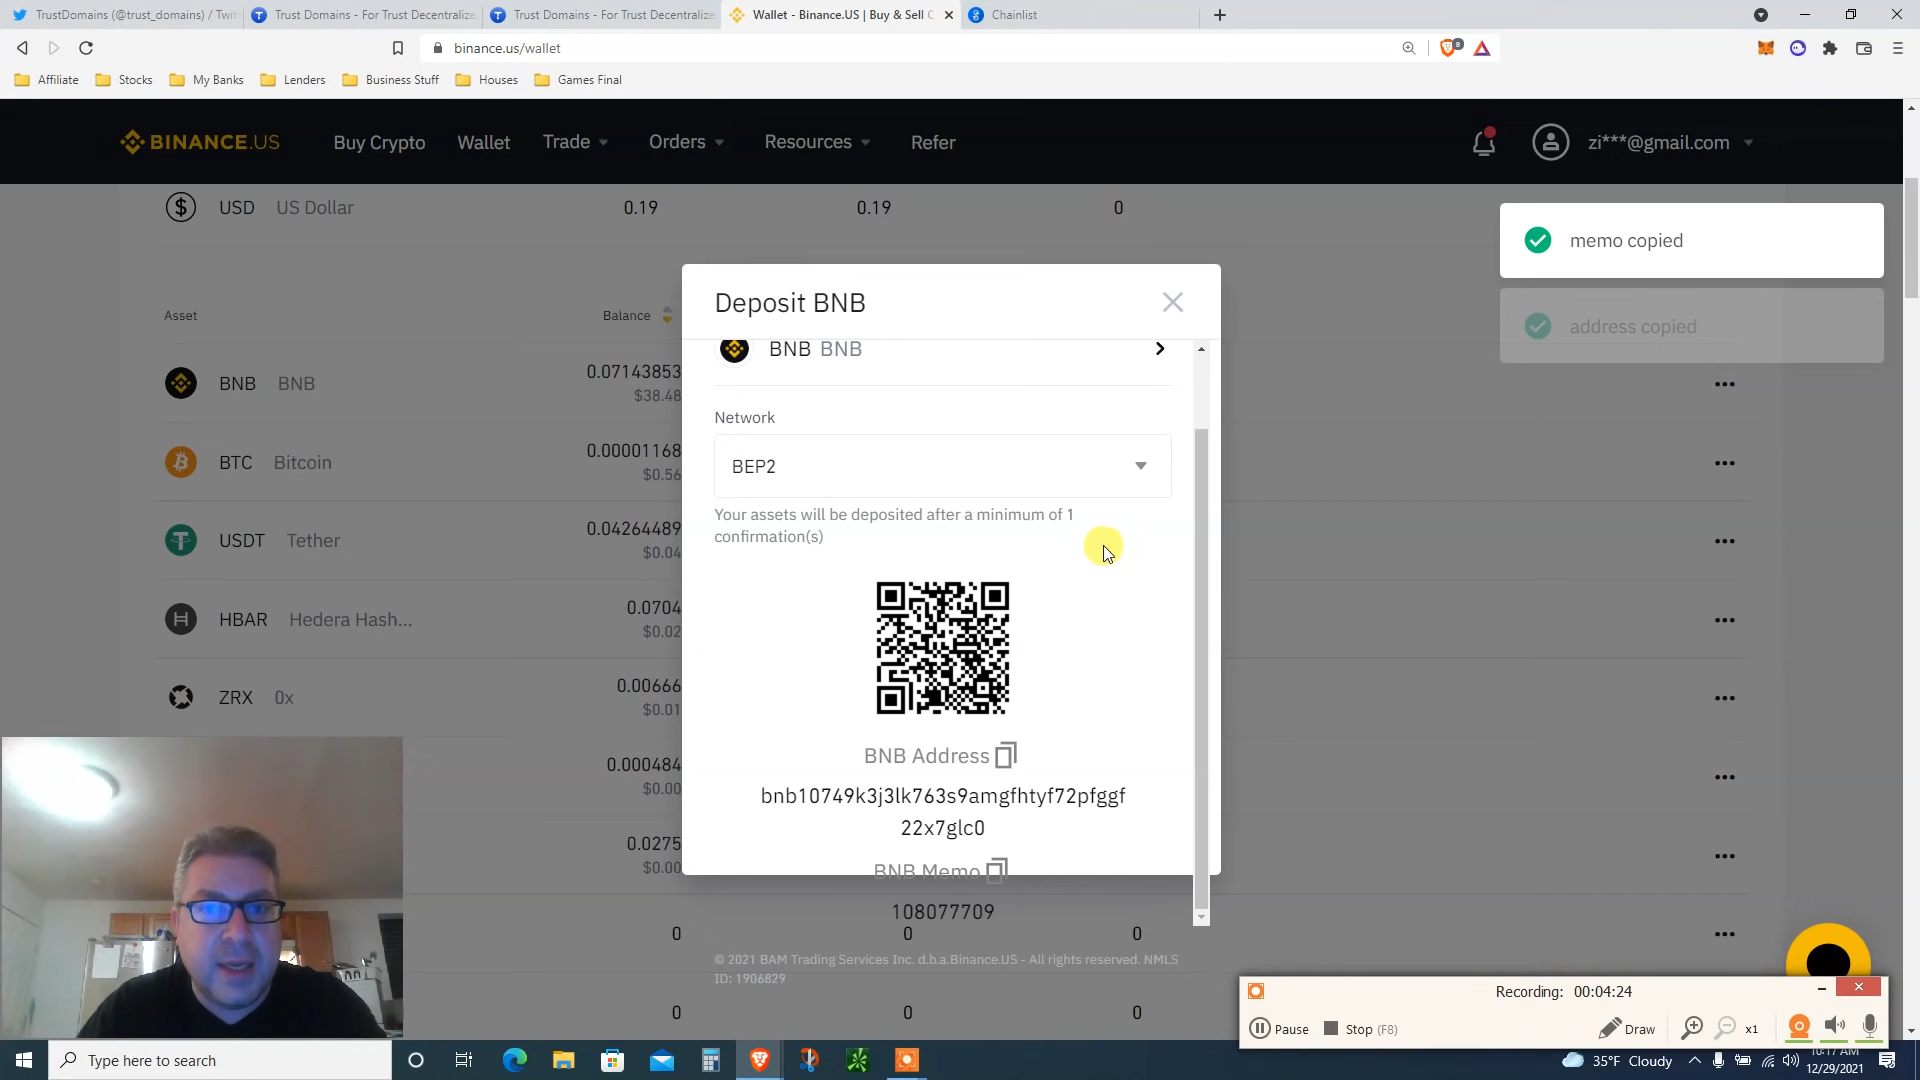 TrustDomains (@trust_domains) / Twit
Trust Domains - For Trust Decentralize
Trust Domains - For Trust Decentralize
Wallet - Binance.US | Buy & Sell C
Chainlist
binance.us/wallet
8
Affiliate
Stocks
My Banks
Lenders
Business Stuff
Houses
Games Final
BINANCE.US
Buy Crypto
Wallet
Trade
Orders
Resources
Refer
zi***@gmail.com
USD US Dollar 0.19 0.19 0
memo copied
address copied
Asset
Balance
BNB BNB
0.07143853
$38.48
BTC Bitcoin
0.00001168
$0.56
USDT Tether
0.04264489
$0.04
HBAR Hedera Hash...
0.0704
$0.02
ZRX 0x
0.00666
$0.01
0.000484
$0.00
0.0275
$0.00
0 0 0
0 0 0
Deposit BNB
BNB BNB
Network
BEP2
Your assets will be deposited after a minimum of 1
confirmation(s)
BNB Address
bnb10749k3j3lk763s9amgfhtyf72pfggf
22x7glc0
BNB Memo
108077709
© 2021 BAM Trading Services Inc. d.b.a.Binance.US - All rights reserved. NMLS
ID: 1906829
Recording: 00:04:24
Pause
Stop (F8)
Draw
x1
Type here to search
35°F Cloudy
10:17 AM
12/29/2021